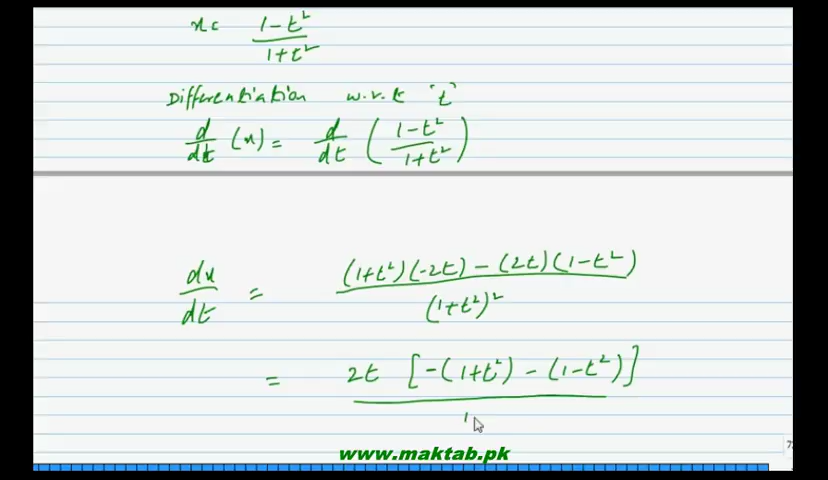 x = (1-t²)/(1+t²)
Differentiation w.r.t 't'
d/dt (x) = d/dt ((1-t²)/(1+t²))
dx/dt = ((1+t²)(-2t) - (2t)(1-t²))/(1+t²)²
= 2t [-(1+t²) - (1-t²)]
www.maktab.pk